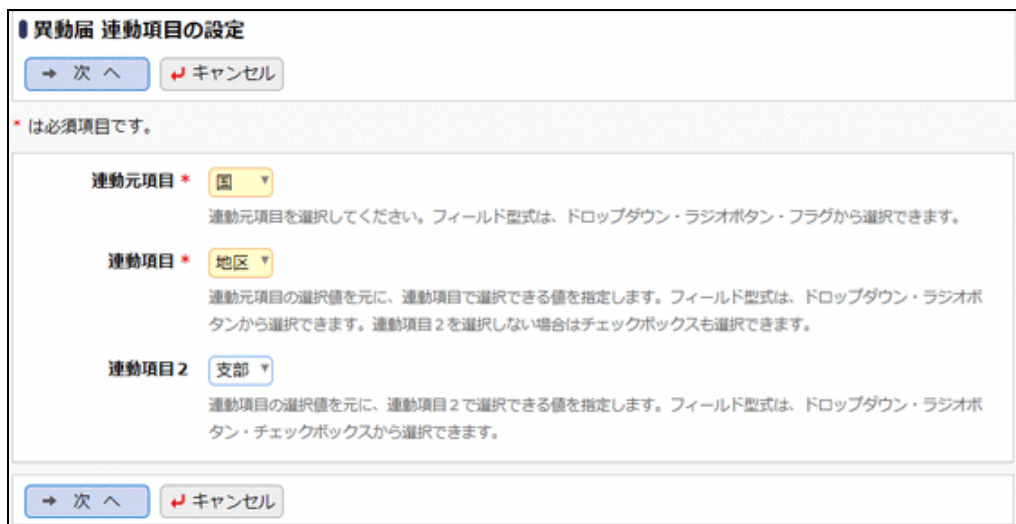 異動届 連動項目の設定
→ 次 へ キャンセル
* は必須項目です。
連動元項目 * 国
連動元項目を選択してください。フィールド型式は、ドロップダウン・ラジオボタン・フラグから選択できます。
連動項目 * 地区
連動元項目の選択値を元に、連動項目で選択できる値を指定します。フィールド型式は、ドロップダウン・ラジオボ
タンから選択できます。連動項目２を選択しない場合はチェックボックスも選択できます。
連動項目２ 支部
連動項目の選択値を元に、連動項目２で選択できる値を指定します。フィールド型式は、ドロップダウン・ラジオボ
タン・チェックボックスから選択できます。
→ 次 へ キャンセル